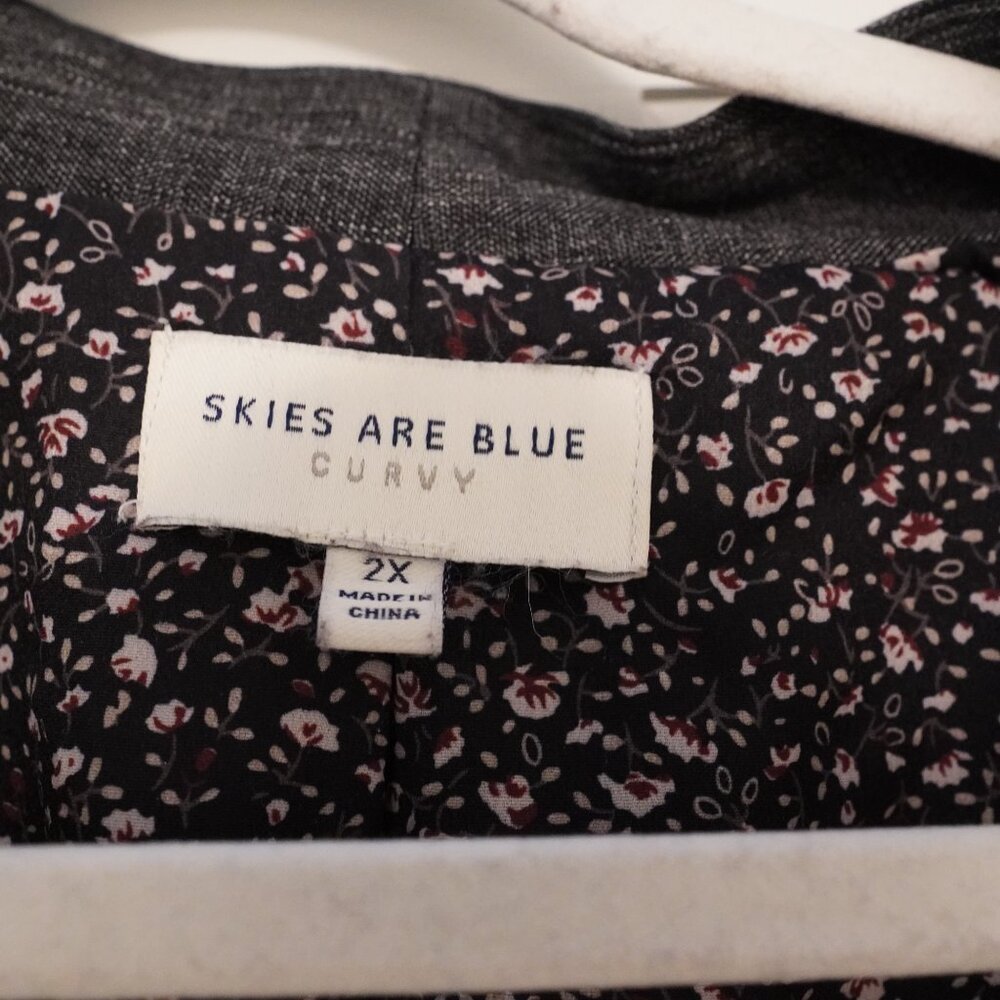 SKIES ARE BLUE
CURVY
2X
MADE IN
CHINA